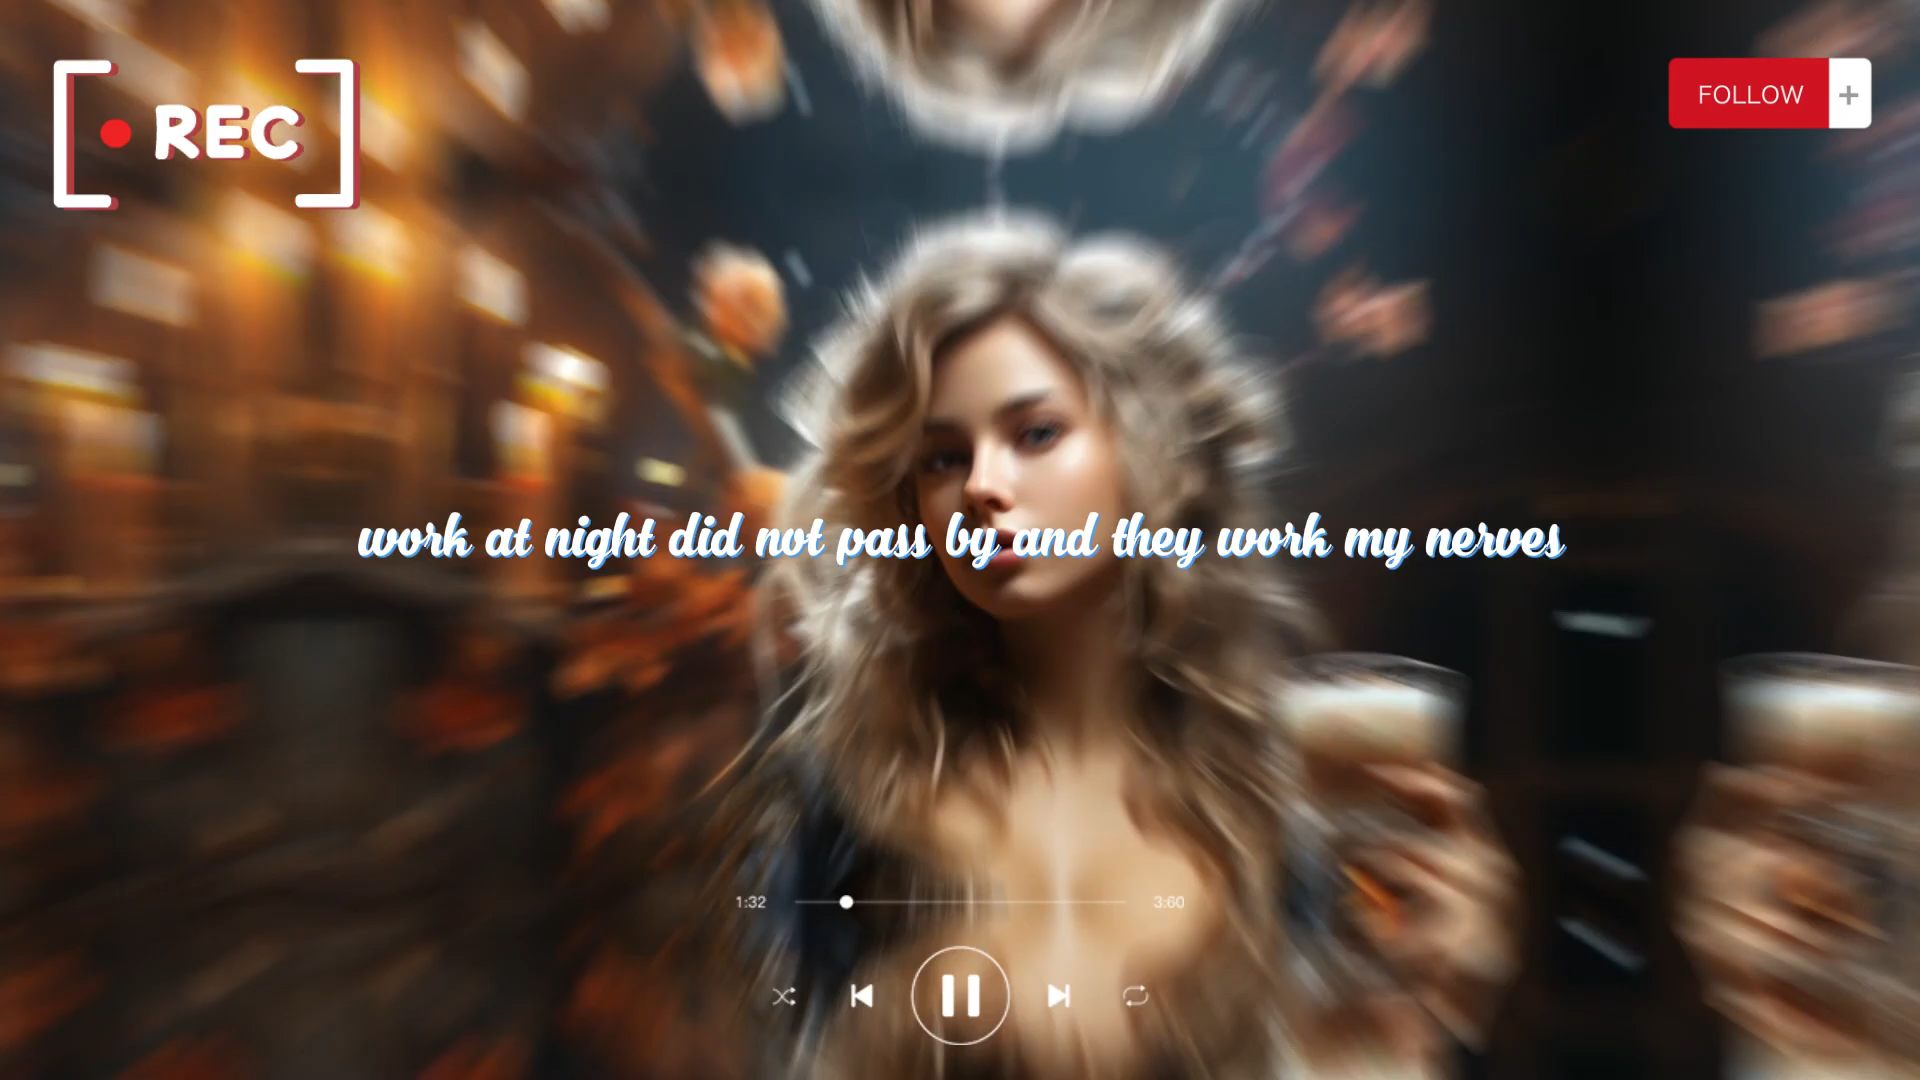 REC
FOLLOW +
work at night did not pass by and they work my nerves
1:32 3:60